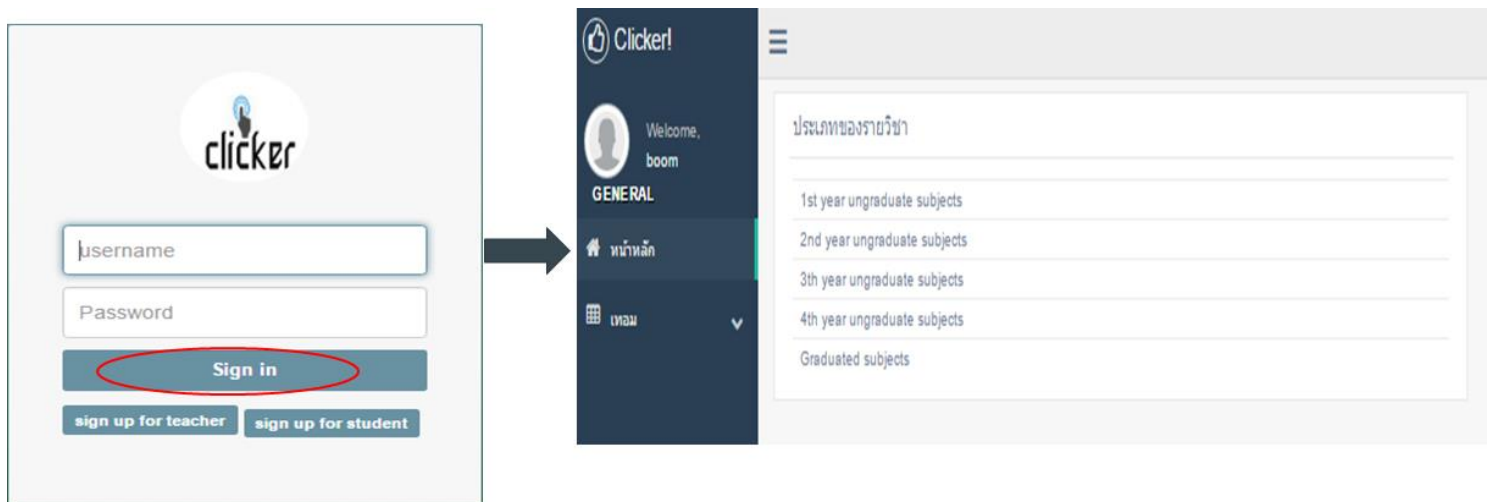 clicker
username
Password
Sign in
sign up for teacher
sign up for student
Clicker!
Welcome,
boom
GENERAL
หน้าหลัก
เทอม
ประเภทของรายวิชา
1st year ungraduate subjects
2nd year ungraduate subjects
3th year ungraduate subjects
4th year ungraduate subjects
Graduated subjects